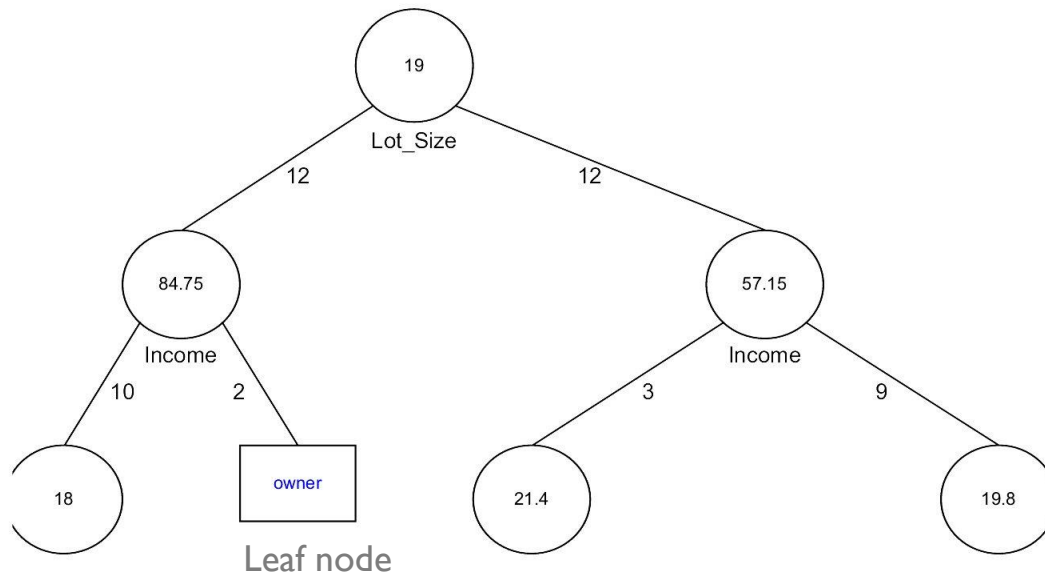 19
Lot_Size
12
12
84.75
57.15
Income
Income
10
2
3
9
18
owner
21.4
19.8
Leaf node